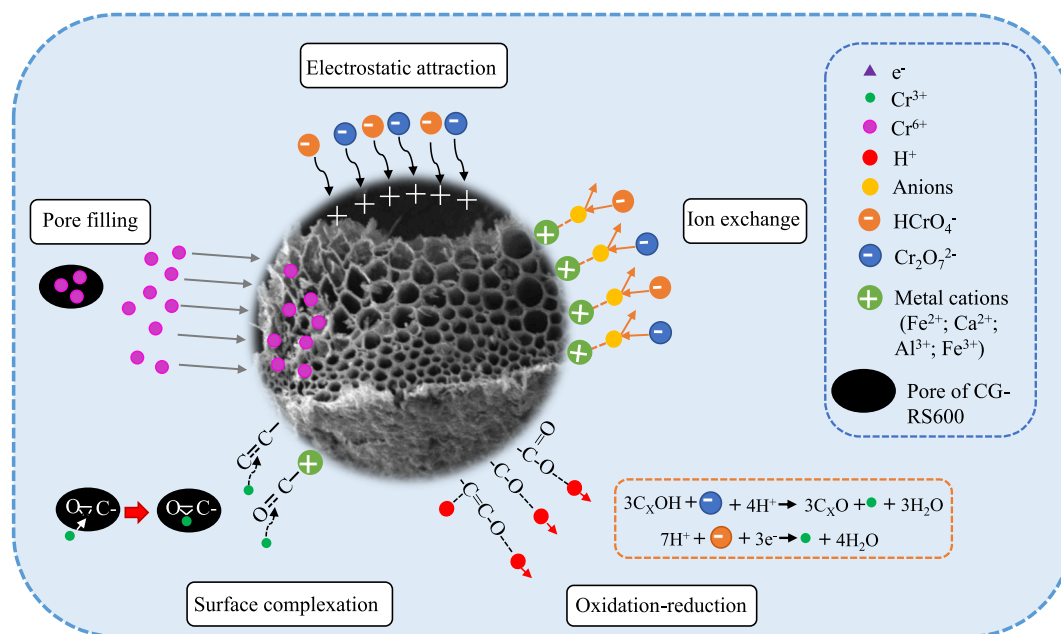 Electrostatic attraction
Pore filling
Ion exchange
e⁻
Cr³⁺
Cr⁶⁺
H⁺
Anions
HCrO₄⁻
Cr₂O₇²⁻
Metal cations
(Fe²⁺; Ca²⁺;
Al³⁺; Fe³⁺)
Pore of CG-
RS600
C=C
O=C
O=C-
O=C-
C=C-O
-C-O
-C-O
O
3CₓOH + - + 4H⁺ → 3CₓO + + 3H₂O
7H⁺ + - + 3e⁻ → + 4H₂O
Surface complexation
Oxidation-reduction